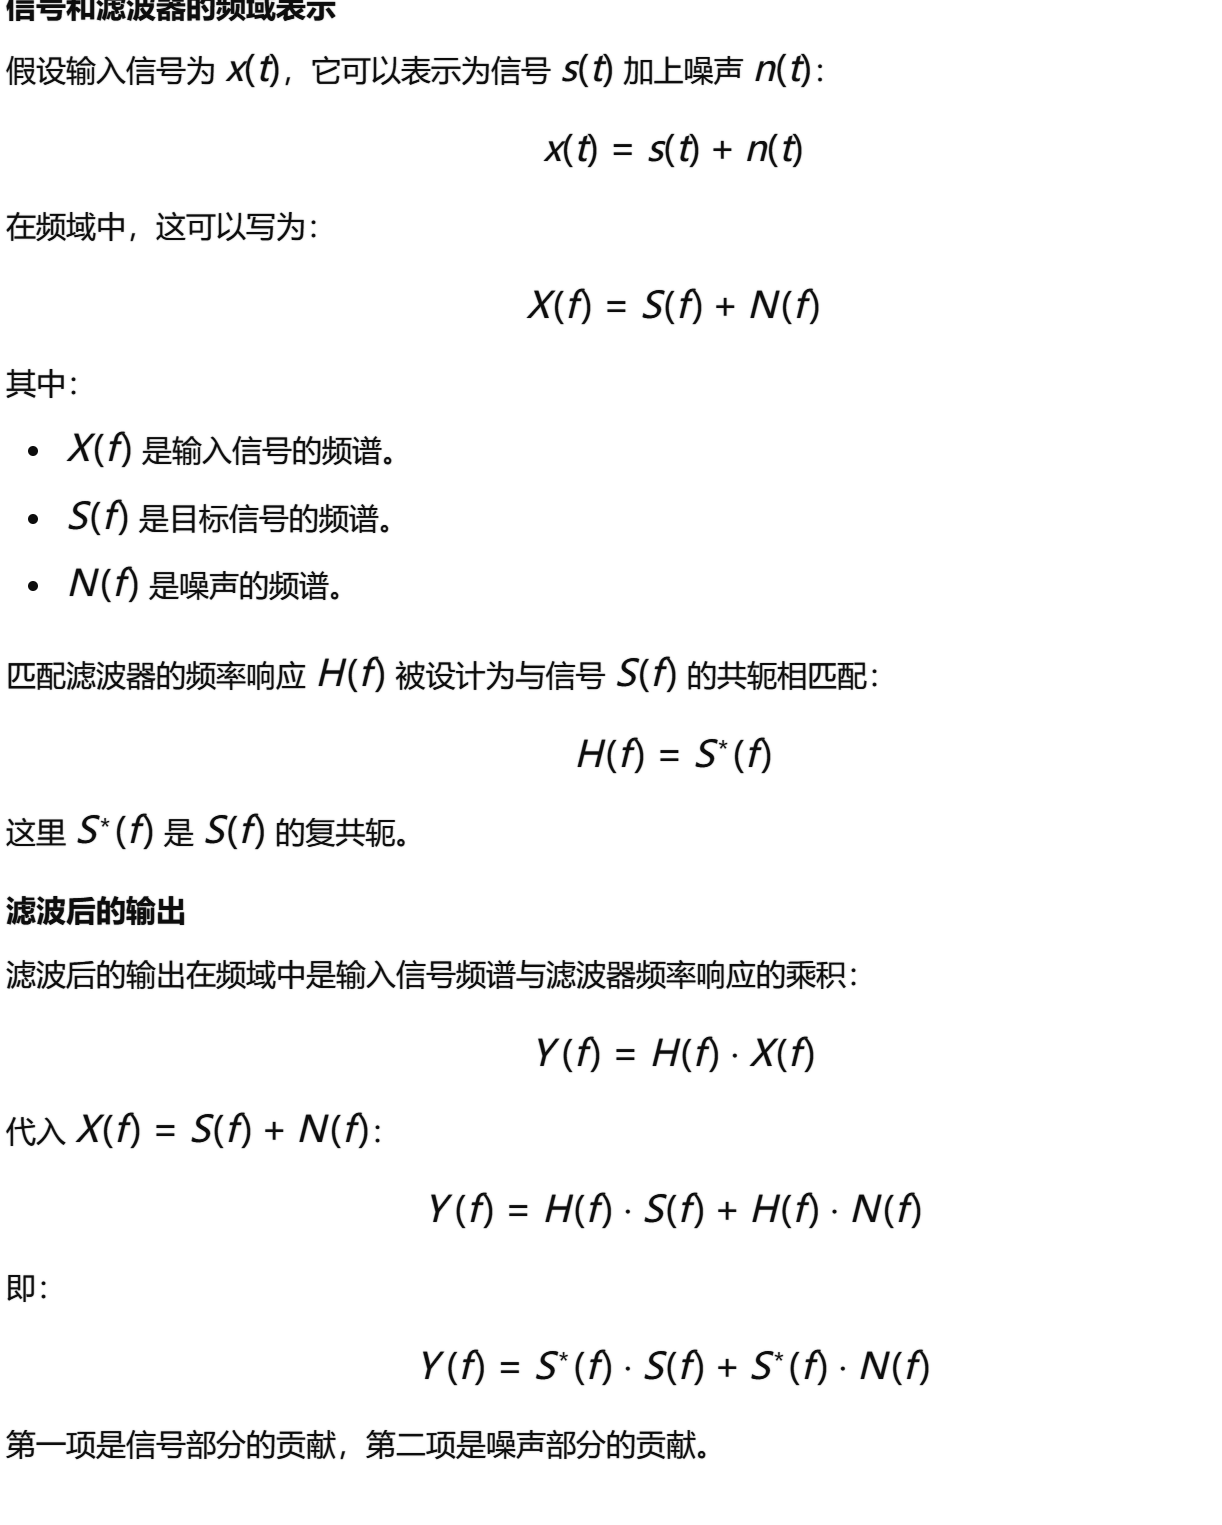 信号和滤波器的频域表示
假设输入信号为 x(t)，它可以表示为信号 s(t) 加上噪声 n(t)：
x(t) = s(t) + n(t)
在频域中，这可以写为：
X(f) = S(f) + N(f)
其中：
• X(f) 是输入信号的频谱。
• S(f) 是目标信号的频谱。
• N(f) 是噪声的频谱。
匹配滤波器的频率响应 H(f) 被设计为与信号 S(f) 的共轭相匹配：
H(f) = S*(f)
这里 S*(f) 是 S(f) 的复共轭。
滤波后的输出
滤波后的输出在频域中是输入信号频谱与滤波器频率响应的乘积：
Y(f) = H(f) · X(f)
代入 X(f) = S(f) + N(f)：
Y(f) = H(f) · S(f) + H(f) · N(f)
即：
Y(f) = S*(f) · S(f) + S*(f) · N(f)
第一项是信号部分的贡献，第二项是噪声部分的贡献。